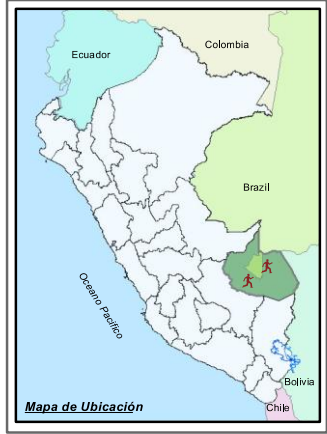 Colombia
Ecuador
Brazil
Oceano Pacifico
Bolivia
Mapa de Ubicación
Chile